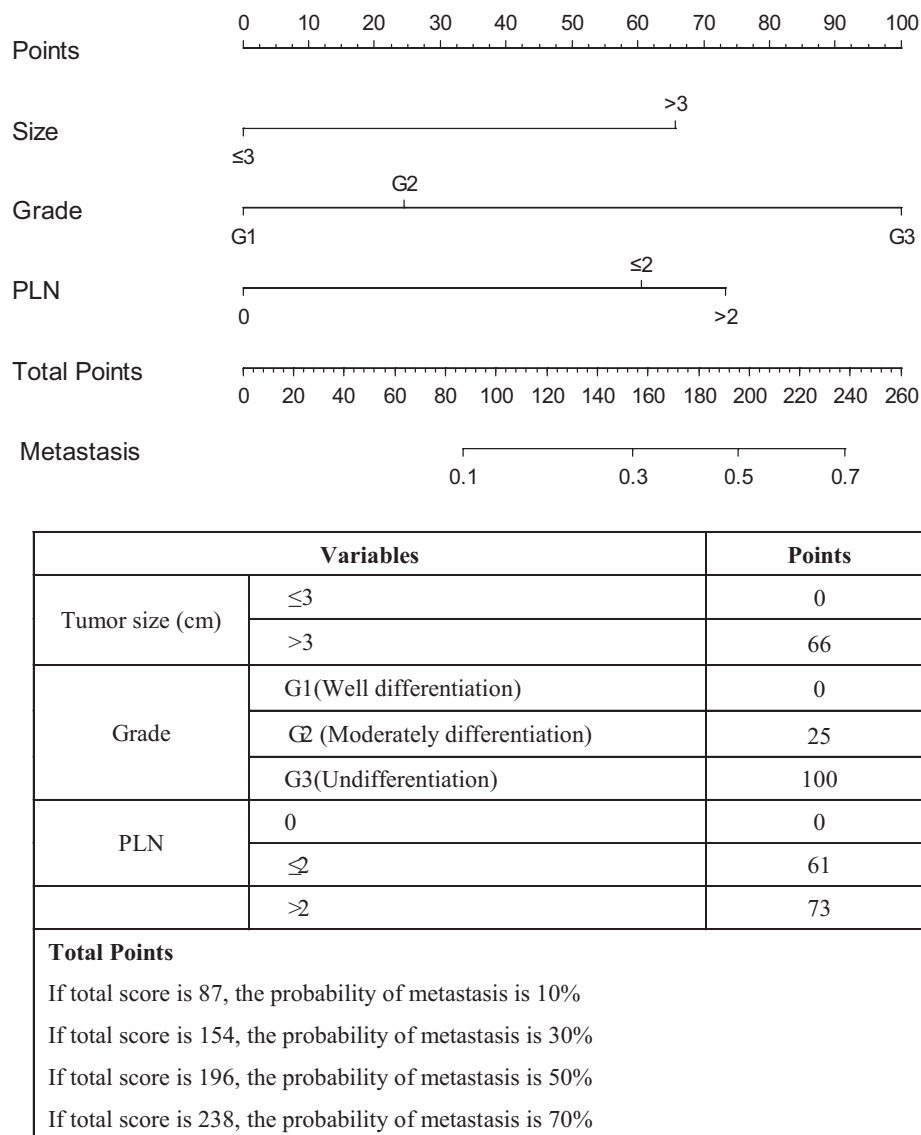 0 10 20 30 40 50 60 70 80 90 100
Points
>3
Size
≤3
G2
Grade
G1 G3
≤2
PLN
0 >2
Total Points
0 20 40 60 80 100 120 140 160 180 200 220 240 260
Metastasis
0.1 0.3 0.5 0.7
Variables Points
Tumor size (cm) ≤3 0
>3 66
Grade G1(Well differentiation) 0
G2 (Moderately differentiation) 25
G3(Undifferentiation) 100
PLN 0 0
≤2 61
>2 73
Total Points
If total score is 87, the probability of metastasis is 10%
If total score is 154, the probability of metastasis is 30%
If total score is 196, the probability of metastasis is 50%
If total score is 238, the probability of metastasis is 70%